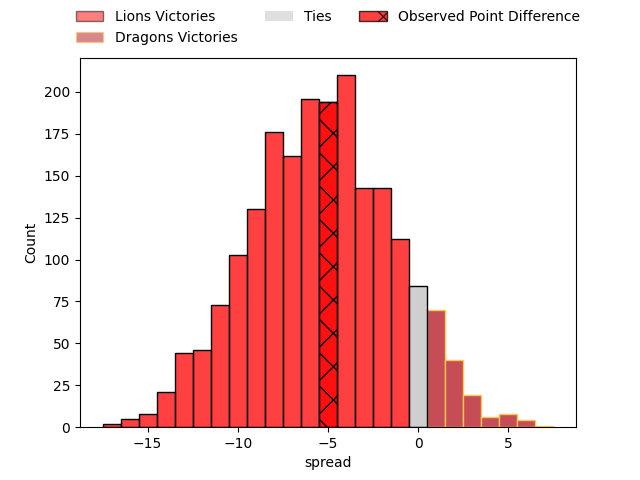 Lions Victories
Ties
Observed Point Difference
Dragons Victories
200
175
150
125
100
75
50
25
0
Count
−15
−10
−5
0
5
spread